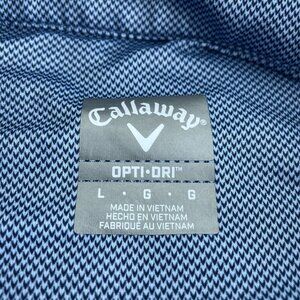 Callaway
OPTI•DRI™
L · G · G
MADE IN VIETNAM
HECHO EN VIETNAM
FABRIQUÉ AU VIETNAM